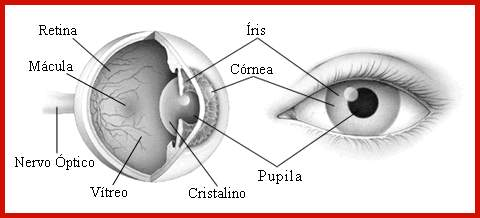 Retina
Íris
Mácula
Córnea
Nervo Óptico
Vítreo
Cristalino
Pupila